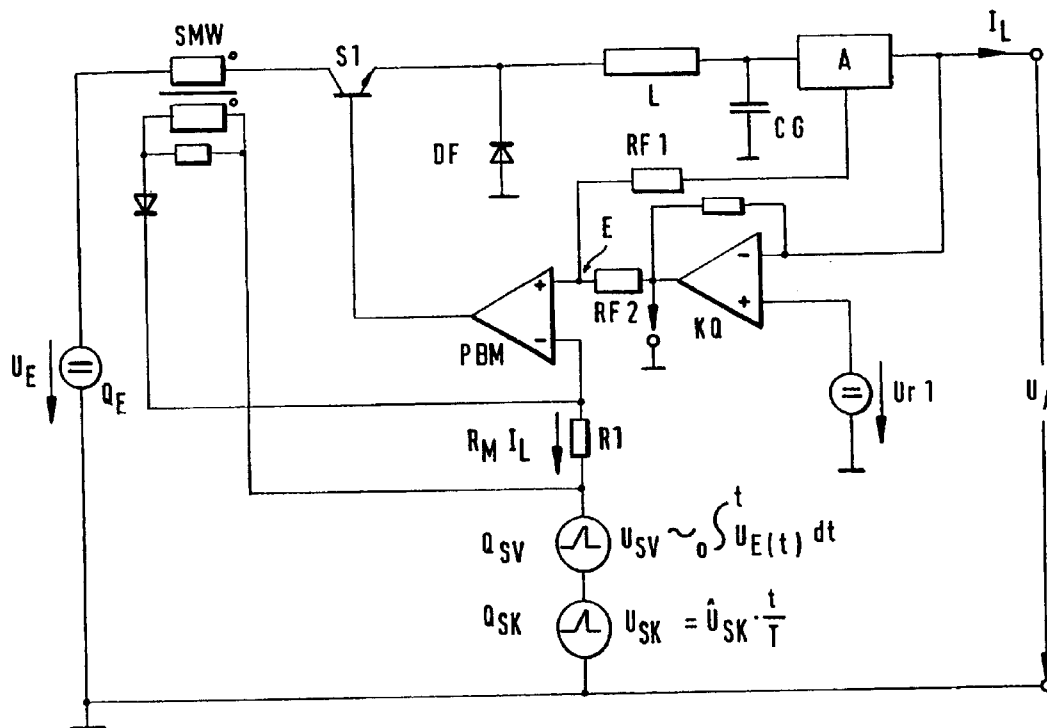 SMW
S1
I_L
A
L
CG
DF
RF1
E
RF2
KQ
PBM
U_E
Q_E
Ur1
R_M I_L
R1
Q_SV
U_SV ~ ₀∫ᵗ U_E(t) dt
Q_SK
U_SK = Û_SK · t/T